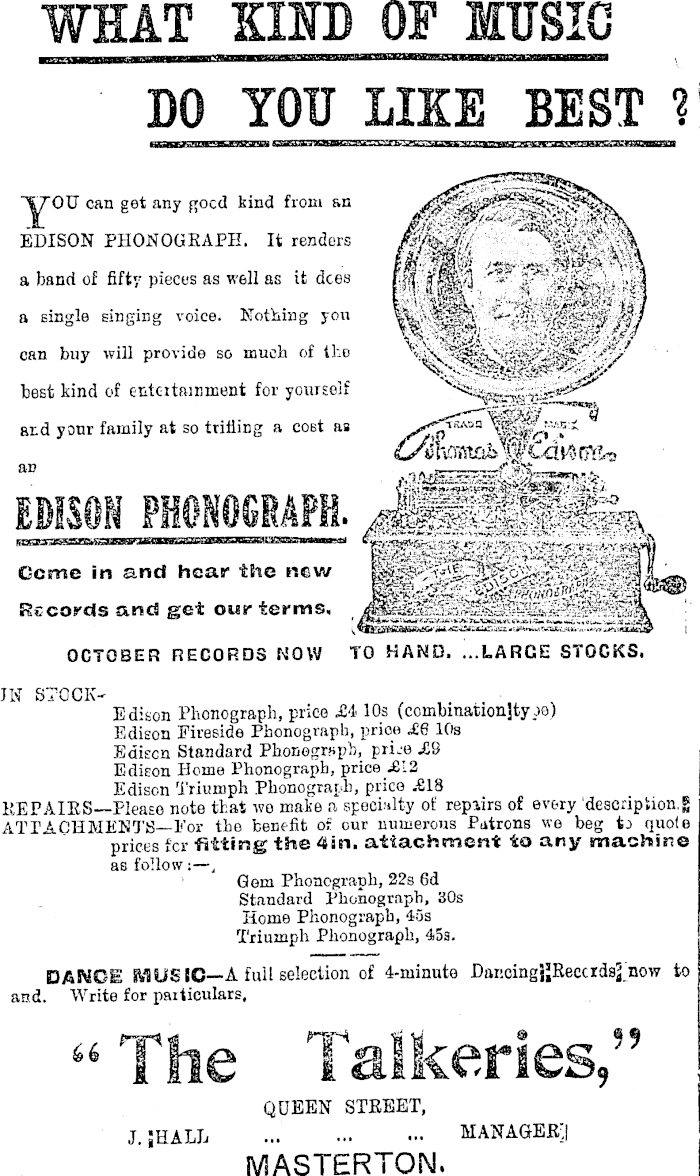 WHAT KIND OF MUSIC
DO YOU LIKE BEST ?
YOU can get any good kind from an
EDISON PHONOGRAPH. It renders
a band of fifty pieces as well as it does
a single singing voice. Nothing you
can buy will provide so much of the
best kind of entertainment for yourself
and your family at so trifling a cost as
an
EDISON PHONOGRAPH.
Come in and hear the new
Records and get our terms.
TRADE MARK
Thomas Edison
THE
EDISON
PHONOGRAPH
OCTOBER RECORDS NOW TO HAND. ...LARGE STOCKS.
IN STOCK-
Edison Phonograph, price £4 10s (combination type)
Edison Fireside Phonograph, price £6 10s
Edison Standard Phonograph, price £9
Edison Home Phonograph, price £12
Edison Triumph Phonograph, price £18
REPAIRS—Please note that we make a specialty of repairs of every description.
ATTACHMENTS—For the benefit of our numerous Patrons we beg to quote
prices for fitting the 4in. attachment to any machine
as follow:—
Gem Phonograph, 22s 6d
Standard Phonograph, 30s
Home Phonograph, 45s
Triumph Phonograph, 45s.
DANCE MUSIC—A full selection of 4-minute Dancing Records now to
and. Write for particulars.
"The Talkeries,"
QUEEN STREET,
J. HALL ... ... ... MANAGER
MASTERTON.